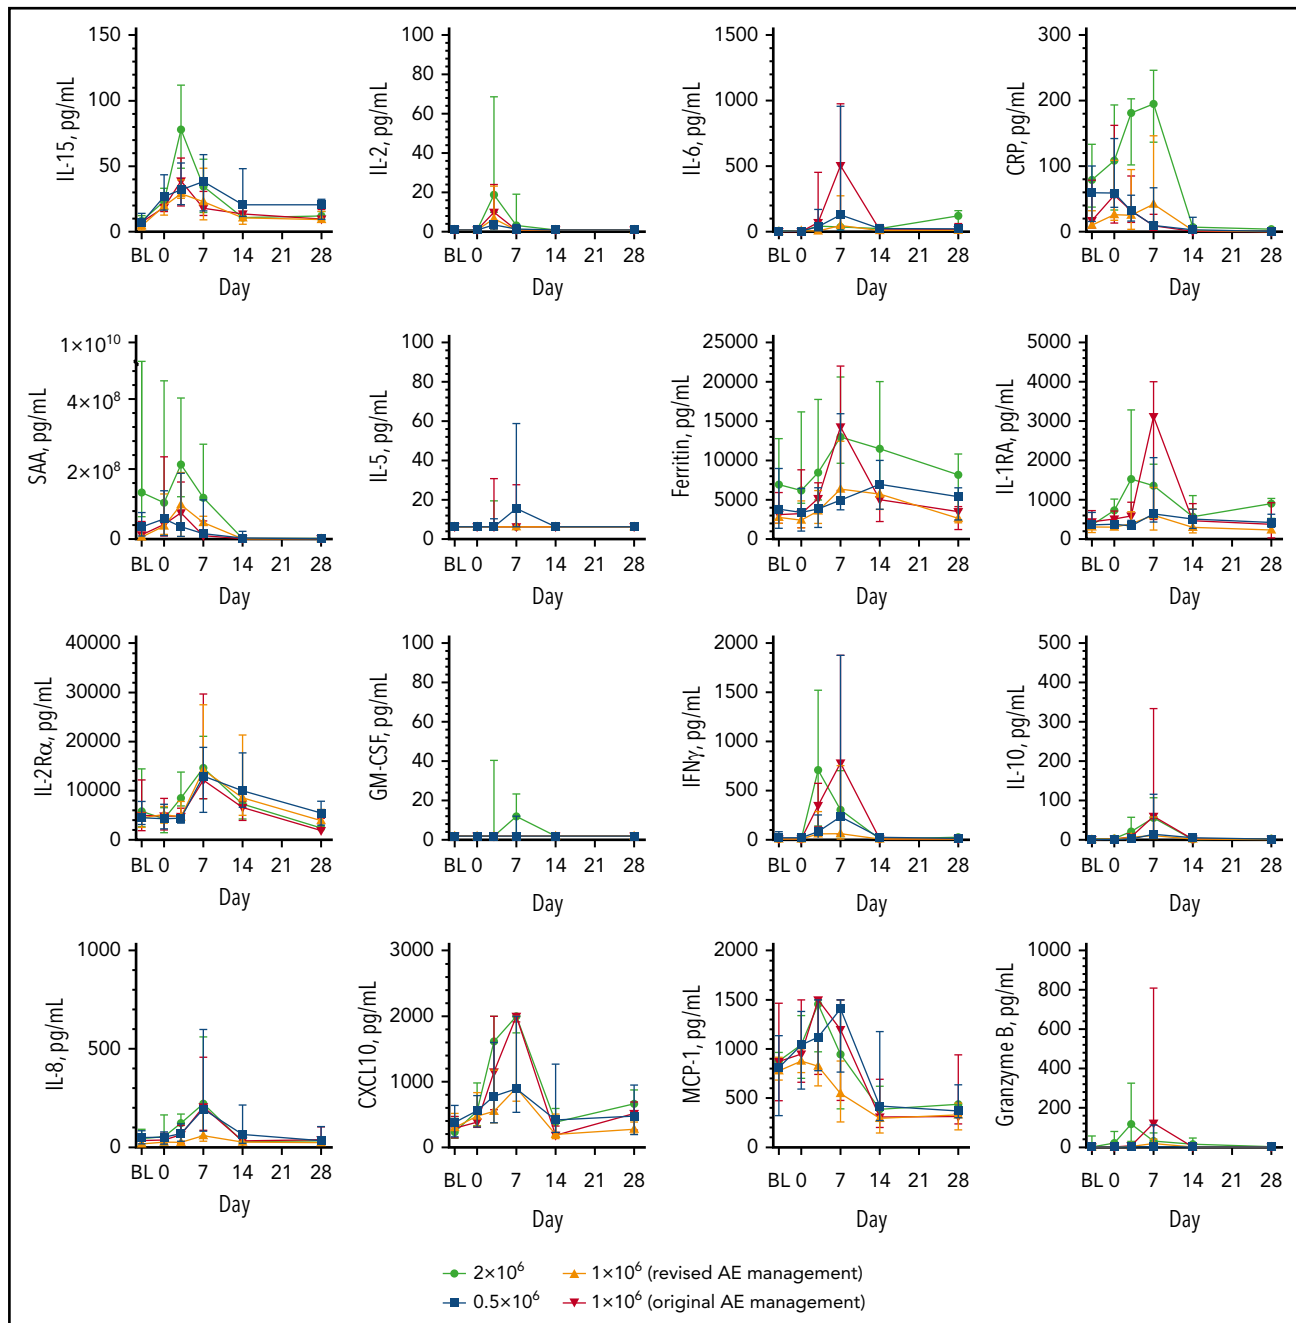 IL-15, pg/mL
150
100
50
0
BL 0 7 14 21 28
Day
IL-2, pg/mL
100
80
60
40
20
0
BL 0 7 14 21 28
Day
IL-6, pg/mL
1000
500
0
BL 0 7 14 21 28
Day
CRP, pg/mL
300
200
100
0
BL 0 7 14 21 28
Day
SAA, pg/mL
1×10¹⁰
4×10⁸
2×10⁸
0
BL 0 7 14 21 28
Day
IL-5, pg/mL
100
80
60
40
20
0
BL 0 7 14 21 28
Day
Ferritin, pg/mL
25000
20000
15000
10000
5000
0
BL 0 7 14 21 28
Day
IL-1RA, pg/mL
5000
4000
3000
2000
1000
0
BL 0 7 14 21 28
Day
IL-2Rα, pg/mL
40000
30000
20000
10000
0
BL 0 7 14 21 28
Day
GM-CSF, pg/mL
100
80
60
40
20
0
BL 0 7 14 21 28
Day
IFNγ, pg/mL
2000
1500
1000
500
0
BL 0 7 14 21 28
Day
IL-10, pg/mL
500
400
300
200
100
0
BL 0 7 14 21 28
Day
IL-8, pg/mL
1000
500
0
BL 0 7 14 21 28
Day
CXCL10, pg/mL
3000
2000
1000
0
BL 0 7 14 21 28
Day
MCP-1, pg/mL
2000
1500
1000
500
0
BL 0 7 14 21 28
Day
Granzyme B, pg/mL
1000
800
600
400
200
0
BL 0 7 14 21 28
Day
2×10⁶
1×10⁶ (revised AE management)
0.5×10⁶
1×10⁶ (original AE management)